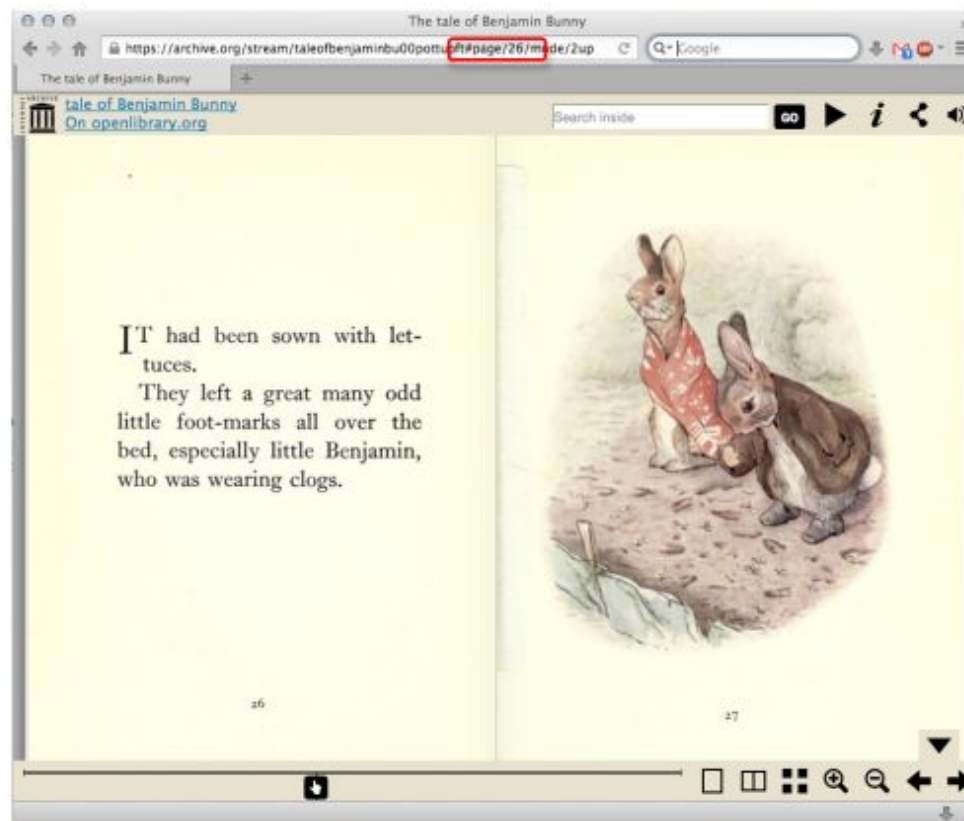 The tale of Benjamin Bunny
https://archive.org/stream/taleofbenjaminbu00pottuoft#page/26/mode/2up
Google
The tale of Benjamin Bunny
tale of Benjamin Bunny
On openlibrary.org
Search inside
GO
IT had been sown with let-
tuces.
They left a great many odd
little foot-marks all over the
bed, especially little Benjamin,
who was wearing clogs.
26
27